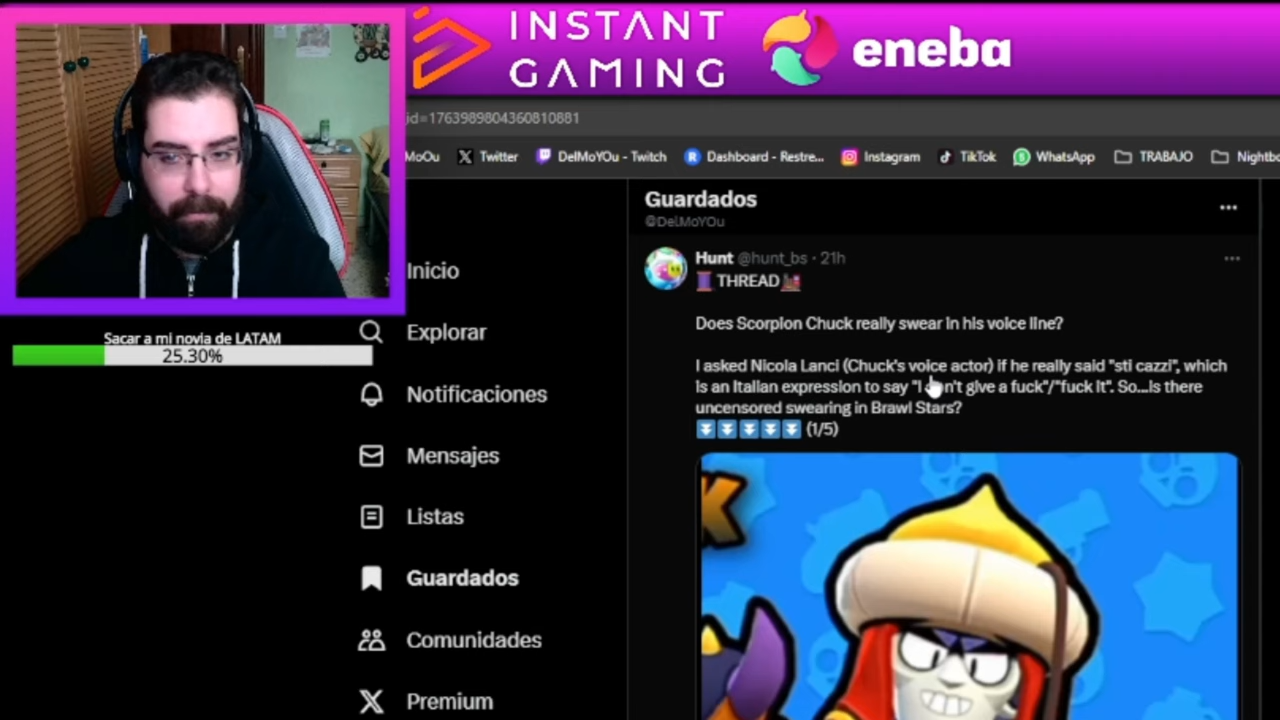 INSTANT
GAMING
eneba
id=1763989804360810881
MoOu
Twitter
DelMoYOu - Twitch
Dashboard - Restre...
Instagram
TikTok
WhatsApp
TRABAJO
Nightbo
Guardados
@DelMoYOu
Sacar a mi novia de LATAM
25.30%
Inicio
Explorar
Notificaciones
Mensajes
Listas
Guardados
Comunidades
Premium
Hunt @hunt_bs · 21h
THREAD
Does Scorpion Chuck really swear in his voice line?
I asked Nicola Lanci (Chuck's voice actor) if he really said "sti cazzi", which
is an Italian expression to say "I don't give a fuck"/"fuck it". So...is there
uncensored swearing in Brawl Stars?
(1/5)
K